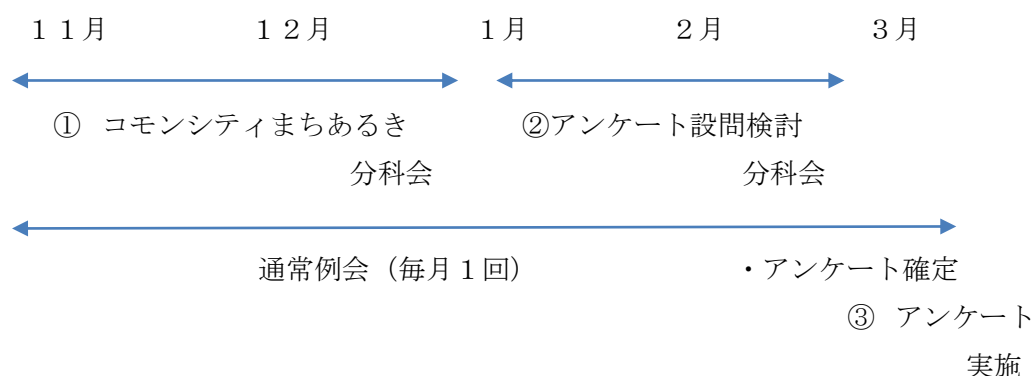 １１月　１２月　１月　２月　３月
①　コモンシティまちあるき　②アンケート設問検討
分科会　分科会
通常例会（毎月１回）　・アンケート確定
③　アンケート
実施